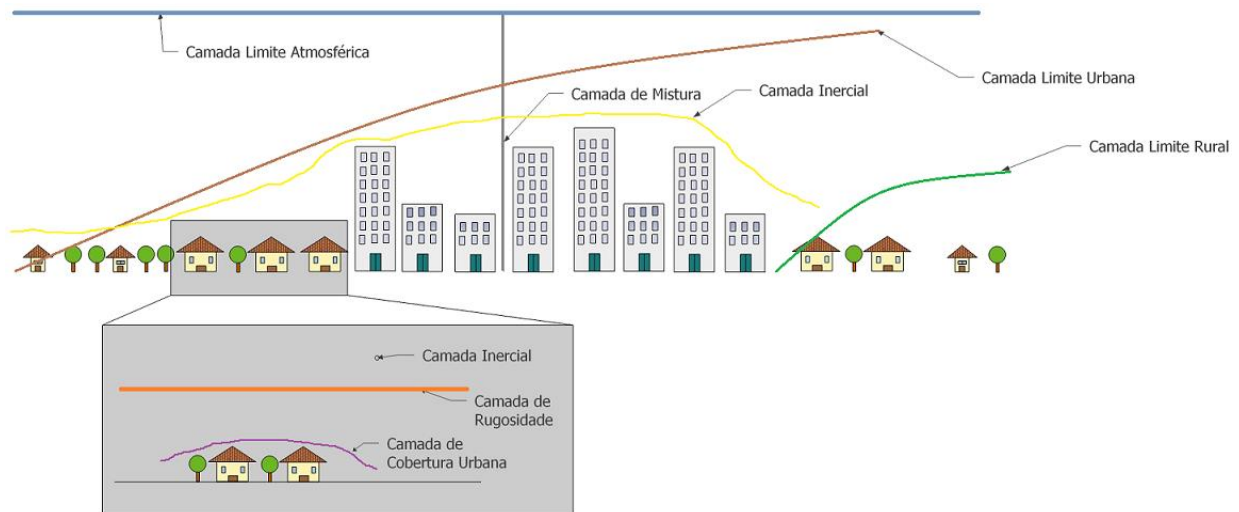 Camada Limite Atmosférica
Camada Limite Urbana
Camada de Mistura
Camada Inercial
Camada Limite Rural
Camada Inercial
Camada de
Rugosidade
Camada de
Cobertura Urbana